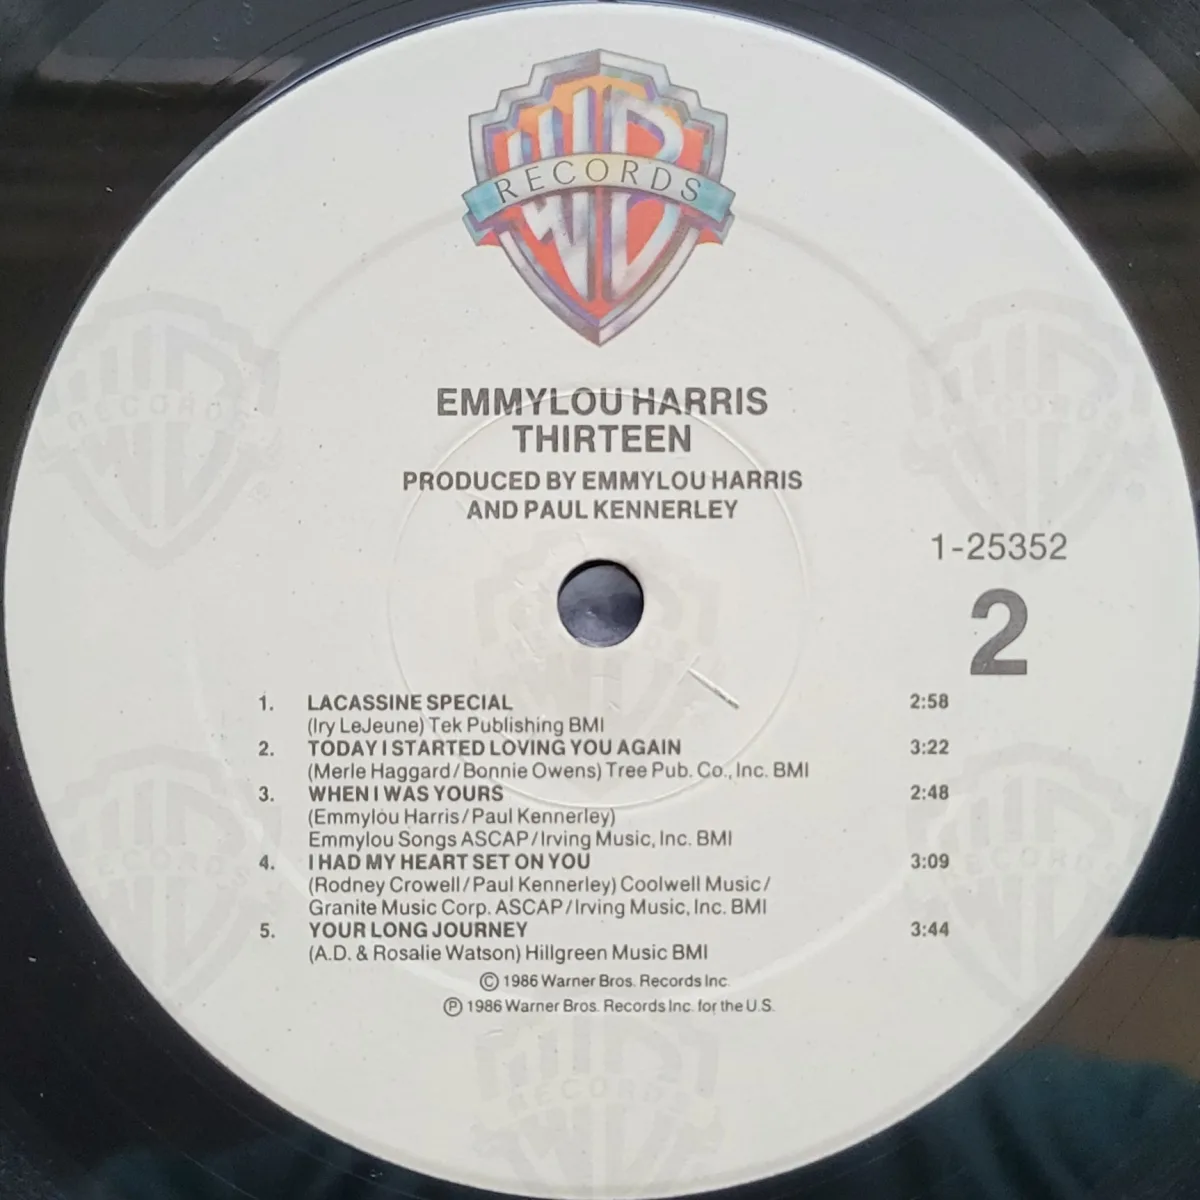 WB
RECORDS
EMMYLOU HARRIS
THIRTEEN
PRODUCED BY EMMYLOU HARRIS
AND PAUL KENNERLEY
1-25352
2
1. LACASSINE SPECIAL 2:58
(Iry LeJeune) Tek Publishing BMI
2. TODAY I STARTED LOVING YOU AGAIN 3:22
(Merle Haggard/Bonnie Owens) Tree Pub. Co., Inc. BMI
3. WHEN I WAS YOURS 2:48
(Emmylou Harris/Paul Kennerley)
Emmylou Songs ASCAP/Irving Music, Inc. BMI
4. I HAD MY HEART SET ON YOU 3:09
(Rodney Crowell/Paul Kennerley) Coolwell Music/
Granite Music Corp. ASCAP/Irving Music, Inc. BMI
5. YOUR LONG JOURNEY 3:44
(A.D. & Rosalie Watson) Hillgreen Music BMI
© 1986 Warner Bros. Records Inc.
℗ 1986 Warner Bros. Records Inc. for the U.S.